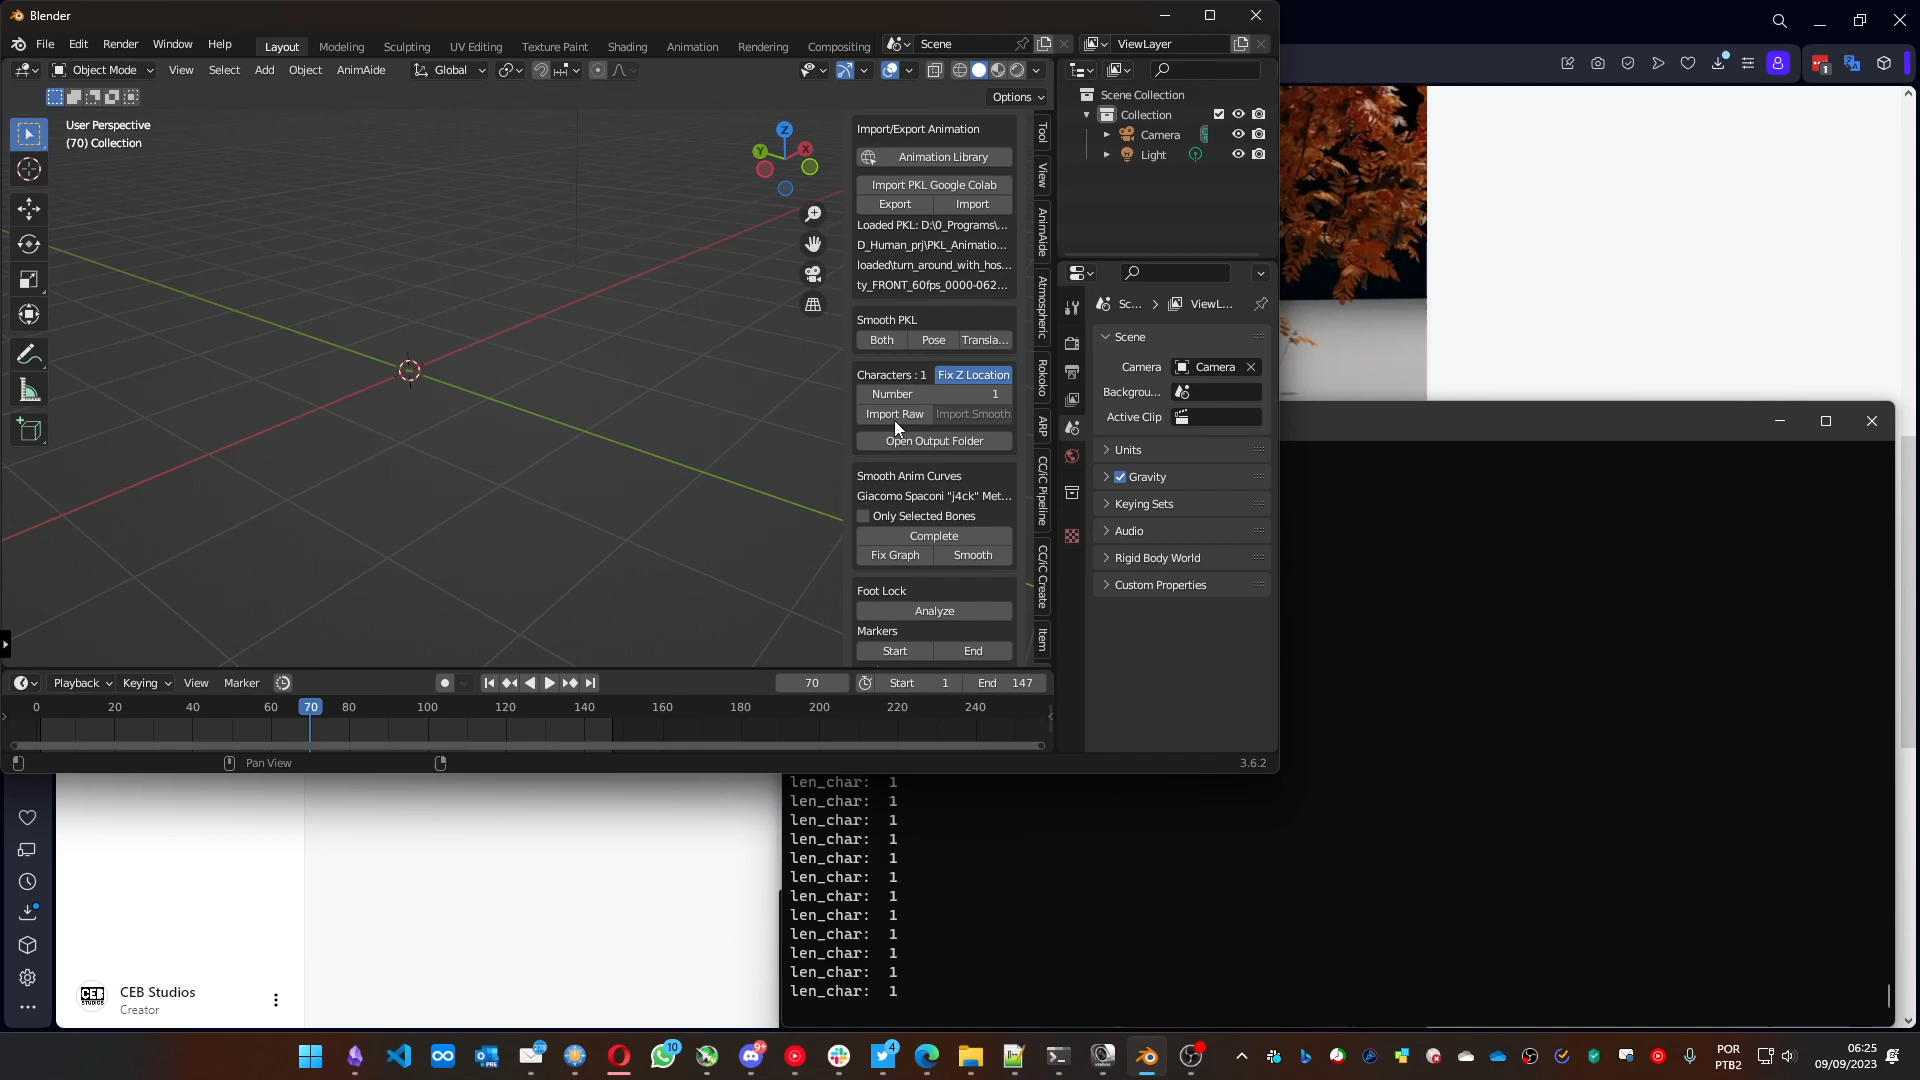 Blender
File Edit Render Window Help
Layout Modeling Sculpting UV Editing Texture Paint Shading Animation Rendering Compositing
Scene
ViewLayer
Object Mode View Select Add Object AnimAide
Global
Options
User Perspective
(70) Collection
Z
Y
X
Import/Export Animation
Animation Library
Import PKL Google Colab
Export Import
Loaded PKL: D:\0_Programs\...
D_Human_prj\PKL_Animatio...
loaded\turn_around_with_hos...
ty_FRONT_60fps_0000-062...
Smooth PKL
Both Pose Transla...
Characters : 1 Fix Z Location
Number 1
Import Raw Import Smooth
Open Output Folder
Smooth Anim Curves
Giacomo Spaconi "j4ck" Met...
Only Selected Bones
Complete
Fix Graph Smooth
Foot Lock
Analyze
Markers
Start End
Tool
View
AnimAide
Atmospheric
Rokoko
ARP
CC/iC Pipeline
CC/iC Create
Item
Scene Collection
Collection
Camera
Light
Sc... ViewL...
Scene
Camera Camera
Backgrou...
Active Clip
Units
Gravity
Keying Sets
Audio
Rigid Body World
Custom Properties
Playback Keying View Marker
70 Start 1 End 147
0 20 40 60 70 80 100 120 140 160 180 200 220 240
Pan View
3.6.2
len_char: 1
len_char: 1
len_char: 1
len_char: 1
len_char: 1
len_char: 1
len_char: 1
len_char: 1
len_char: 1
len_char: 1
len_char: 1
len_char: 1
CEB STUDIOS
CEB Studios
Creator
1
278
10
9+
4
PRE
POR
PTB2
06:25
09/09/2023